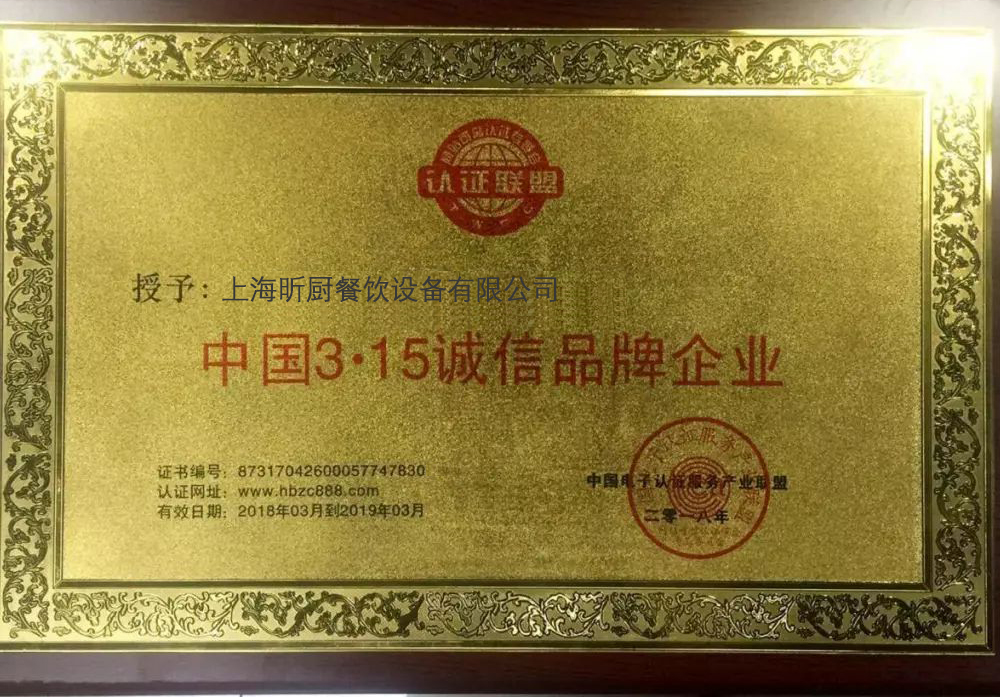 认证联盟
授予：上海昕厨餐饮设备有限公司
中国3·15诚信品牌企业
证书编号：87317042600057747830
认证网址：www.hbzc888.com
有效日期：2018年03月到2019年03月
中国电子认证服务产业联盟
二零一八年